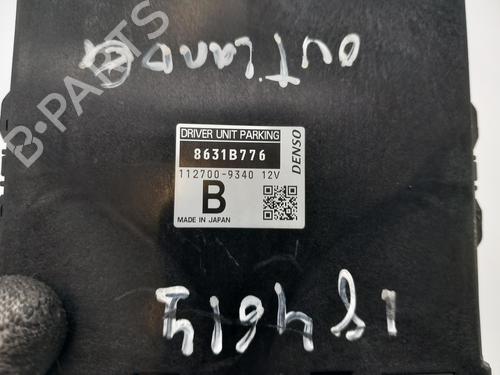 outlander
DRIVER UNIT PARKING
8631B776
112700-9340 12V
DENSO
B
MADE IN JAPAN
B-PARTS